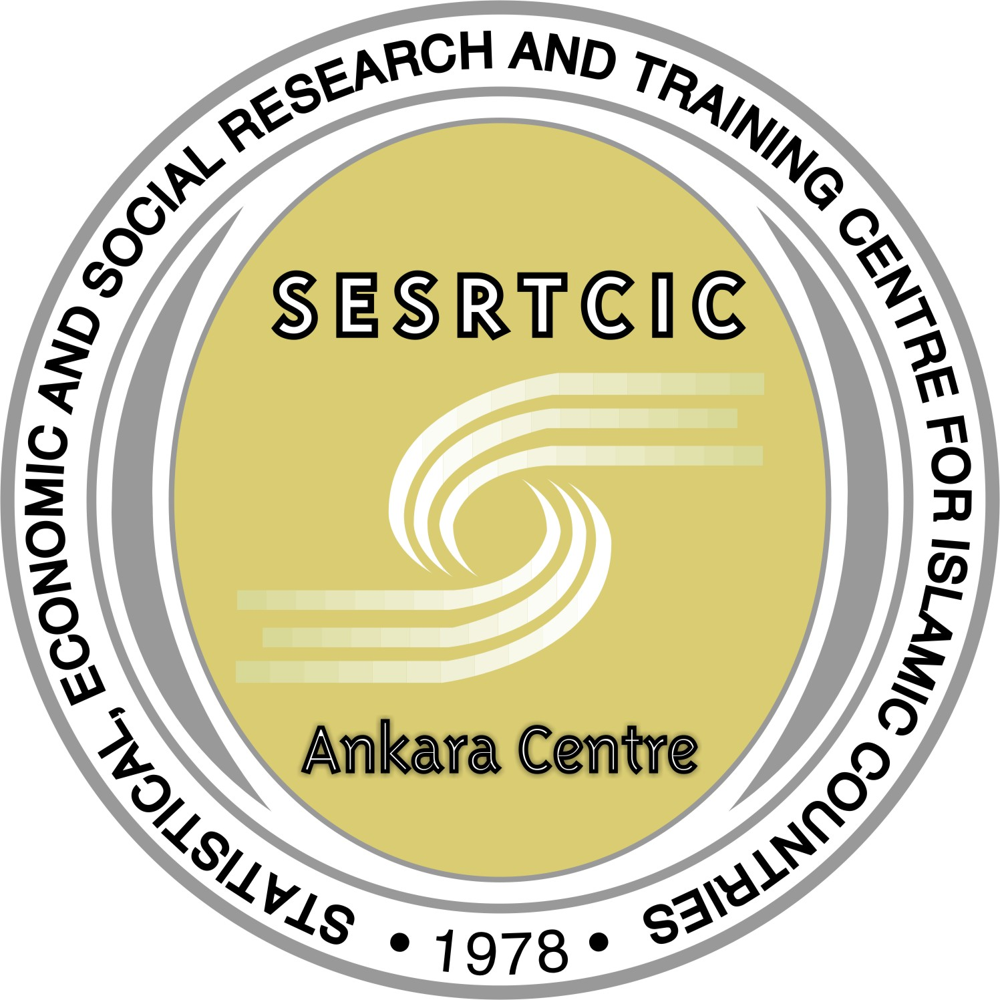 STATISTICAL, ECONOMIC AND SOCIAL RESEARCH AND TRAINING CENTRE FOR ISLAMIC COUNTRIES
SESRTCIC
Ankara Centre
• 1978 •